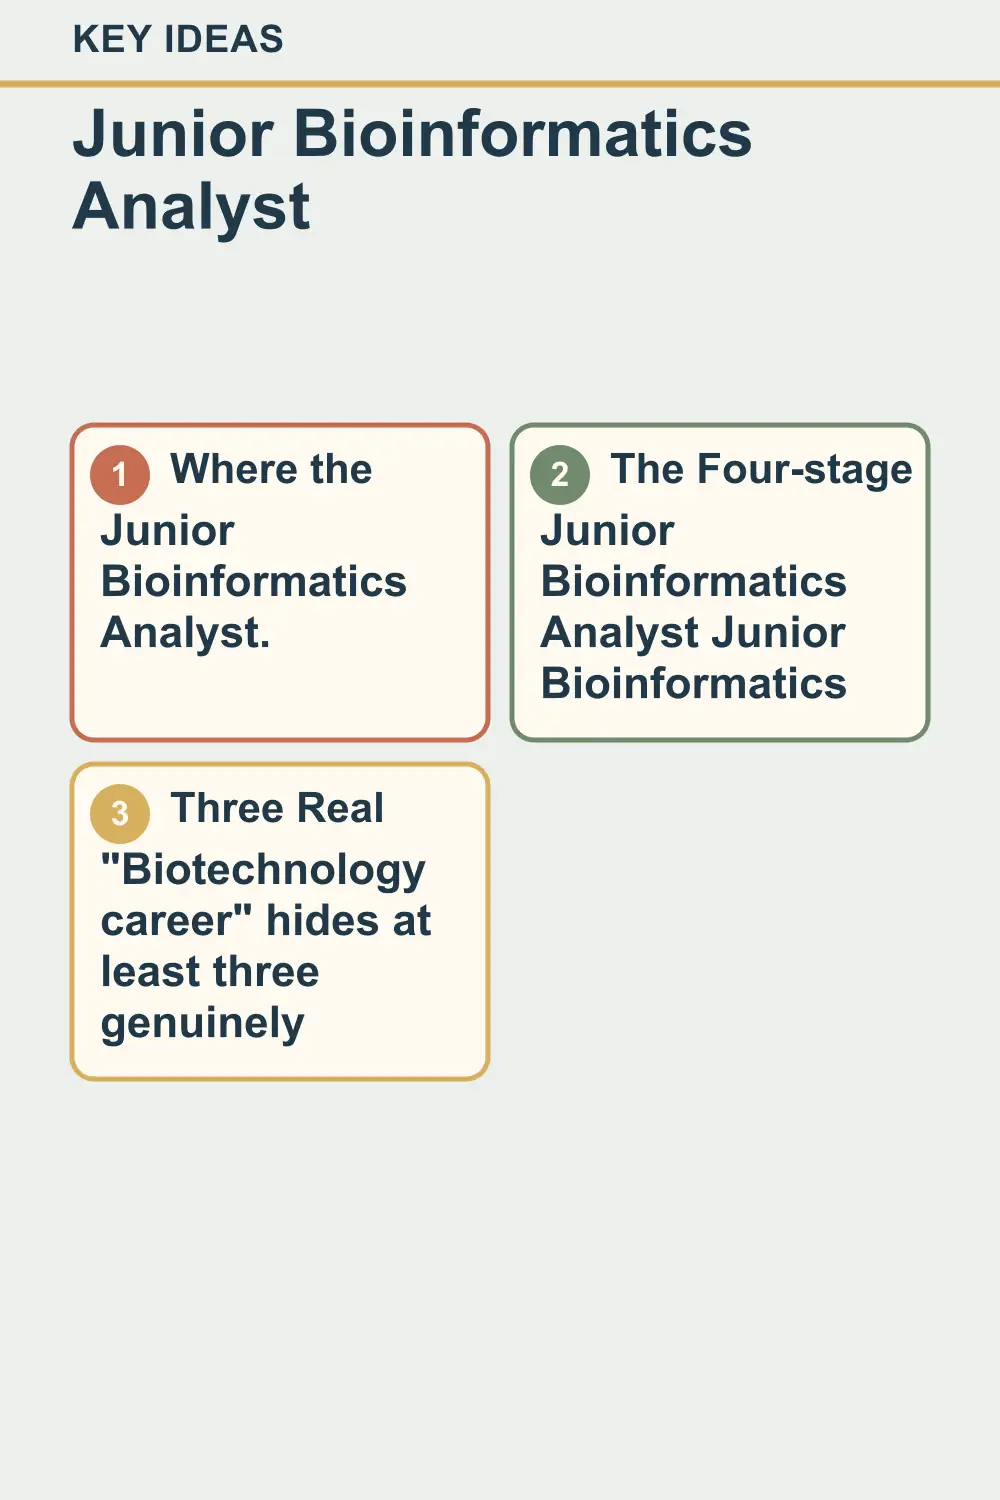 KEY IDEAS
Junior Bioinformatics
Analyst
1 Where the
Junior
Bioinformatics
Analyst.
2 The Four-stage
Junior
Bioinformatics
Analyst Junior
Bioinformatics
3 Three Real
"Biotechnology
career" hides at
least three
genuinely